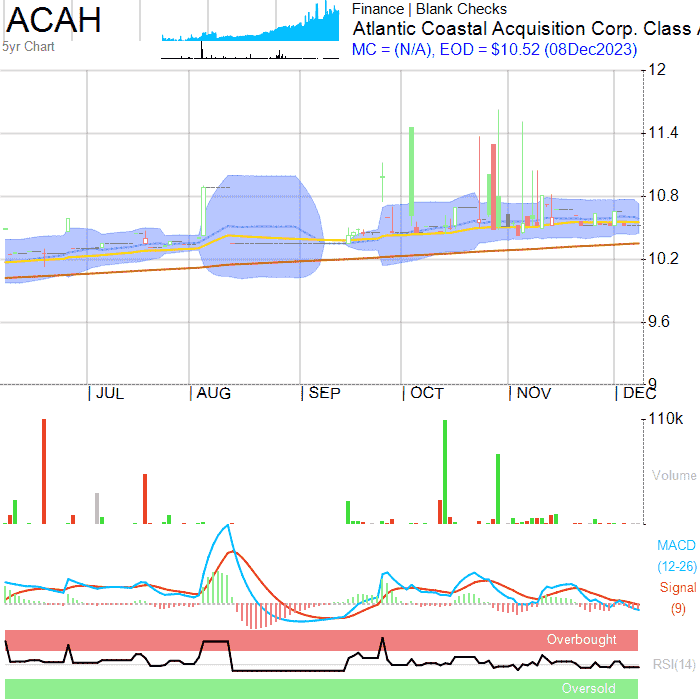 ACAH
5yr Chart
Finance | Blank Checks
Atlantic Coastal Acquisition Corp. Class A
MC = (N/A), EOD = $10.52 (08Dec2023)
12
11.4
10.8
10.2
9.6
9
JUL
AUG
SEP
OCT
NOV
DEC
110k
Volume
MACD
(12-26)
Signal
(9)
Overbought
RSI(14)
Oversold